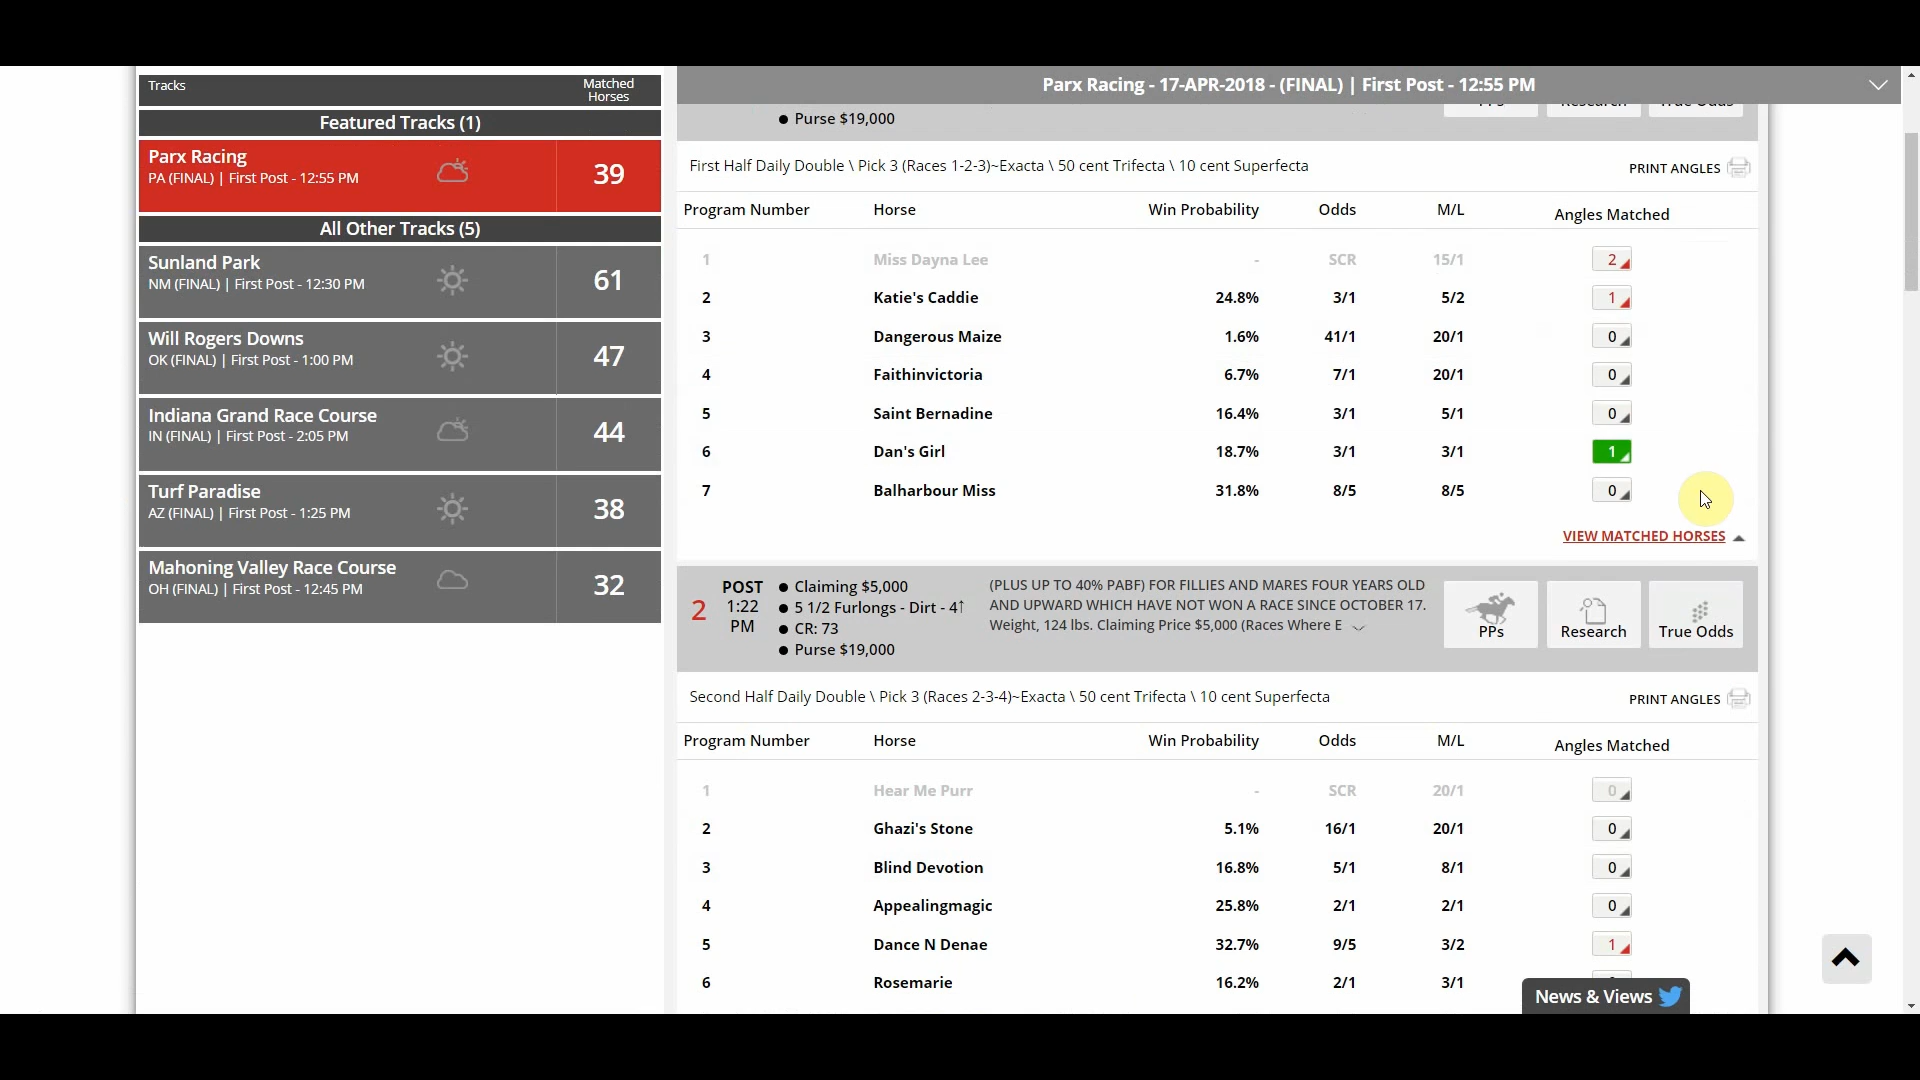 Tracks
Matched
Horses
Featured Tracks (1)
Parx Racing
PA (FINAL) | First Post - 12:55 PM
39
All Other Tracks (5)
Sunland Park
NM (FINAL) | First Post - 12:30 PM
61
Will Rogers Downs
OK (FINAL) | First Post - 1:00 PM
47
Indiana Grand Race Course
IN (FINAL) | First Post - 2:05 PM
44
Turf Paradise
AZ (FINAL) | First Post - 1:25 PM
38
Mahoning Valley Race Course
OH (FINAL) | First Post - 12:45 PM
32
Parx Racing - 17-APR-2018 - (FINAL) | First Post - 12:55 PM
● Purse $19,000
PPs Research True Odds
First Half Daily Double \ Pick 3 (Races 1-2-3)~Exacta \ 50 cent Trifecta \ 10 cent Superfecta
PRINT ANGLES
Program Number Horse Win Probability Odds M/L Angles Matched
1 Miss Dayna Lee - SCR 15/1 2
2 Katie's Caddie 24.8% 3/1 5/2 1
3 Dangerous Maize 1.6% 41/1 20/1 0
4 Faithinvictoria 6.7% 7/1 20/1 0
5 Saint Bernadine 16.4% 3/1 5/1 0
6 Dan's Girl 18.7% 3/1 3/1 1
7 Balharbour Miss 31.8% 8/5 8/5 0
VIEW MATCHED HORSES
2
POST
1:22
PM
● Claiming $5,000
● 5 1/2 Furlongs - Dirt - 4↑
● CR: 73
● Purse $19,000
(PLUS UP TO 40% PABF) FOR FILLIES AND MARES FOUR YEARS OLD
AND UPWARD WHICH HAVE NOT WON A RACE SINCE OCTOBER 17.
Weight, 124 lbs. Claiming Price $5,000 (Races Where E
PPs Research True Odds
Second Half Daily Double \ Pick 3 (Races 2-3-4)~Exacta \ 50 cent Trifecta \ 10 cent Superfecta
PRINT ANGLES
Program Number Horse Win Probability Odds M/L Angles Matched
1 Hear Me Purr - SCR 20/1 0
2 Ghazi's Stone 5.1% 16/1 20/1 0
3 Blind Devotion 16.8% 5/1 8/1 0
4 Appealingmagic 25.8% 2/1 2/1 0
5 Dance N Denae 32.7% 9/5 3/2 1
6 Rosemarie 16.2% 2/1 3/1
News & Views